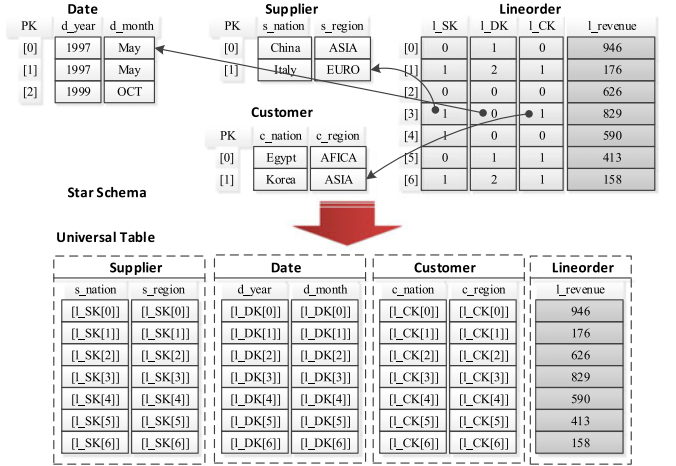 Date Supplier Lineorder
PK d_year d_month PK s_nation s_region l_SK l_DK l_CK l_revenue
[0] 1997 May [0] China ASIA [0] 0 1 0 946
[1] 1997 May [1] Italy EURO [1] 1 2 1 176
[2] 1999 OCT [2] 0 0 0 626
Customer [3] 1 0 1 829
PK c_nation c_region [4] 1 0 0 590
[0] Egypt AFICA [5] 0 1 1 413
[1] Korea ASIA [6] 1 2 1 158
Star Schema
Universal Table
Supplier Date Customer Lineorder
s_nation s_region d_year d_month c_nation c_region l_revenue
[l_SK[0]] [l_SK[0]] [l_DK[0]] [l_DK[0]] [l_CK[0]] [l_CK[0]] 946
[l_SK[1]] [l_SK[1]] [l_DK[1]] [l_DK[1]] [l_CK[1]] [l_CK[1]] 176
[l_SK[2]] [l_SK[2]] [l_DK[2]] [l_DK[2]] [l_CK[2]] [l_CK[2]] 626
[l_SK[3]] [l_SK[3]] [l_DK[3]] [l_DK[3]] [l_CK[3]] [l_CK[3]] 829
[l_SK[4]] [l_SK[4]] [l_DK[4]] [l_DK[4]] [l_CK[4]] [l_CK[4]] 590
[l_SK[5]] [l_SK[5]] [l_DK[5]] [l_DK[5]] [l_CK[5]] [l_CK[5]] 413
[l_SK[6]] [l_SK[6]] [l_DK[6]] [l_DK[6]] [l_CK[6]] [l_CK[6]] 158